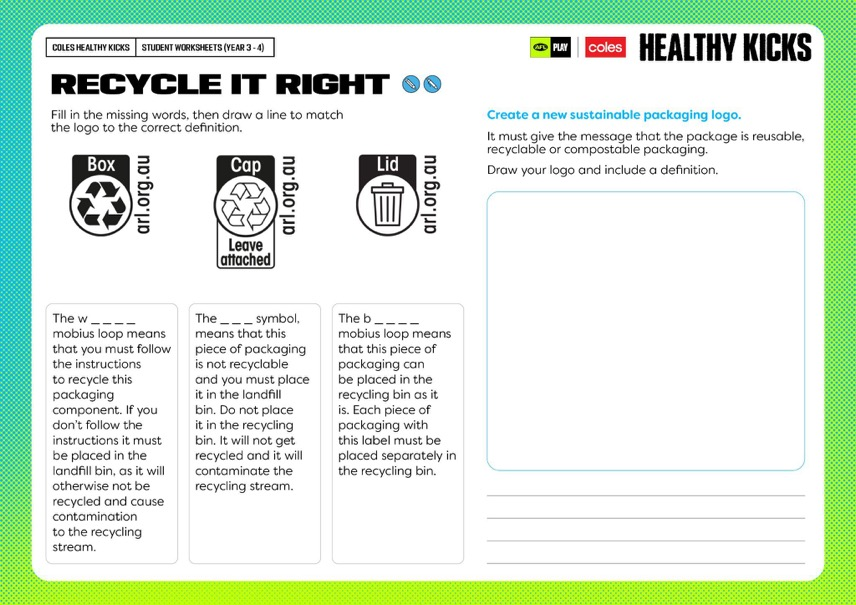 COLES HEALTHY KICKS
STUDENT WORKSHEETS (YEAR 3 - 4)
AFL PLAY
coles
HEALTHY KICKS
RECYCLE IT RIGHT
Fill in the missing words, then draw a line to match
the logo to the correct definition.
Box
arl.org.au
Cap
arl.org.au
Leave
attached
Lid
arl.org.au
The w _ _ _ _
mobius loop means
that you must follow
the instructions
to recycle this
packaging
component. If you
don't follow the
instructions it must
be placed in the
landfill bin, as it will
otherwise not be
recycled and cause
contamination
to the recycling
stream.
The _ _ _ symbol,
means that this
piece of packaging
is not recyclable
and you must place
it in the landfill
bin. Do not place
it in the recycling
bin. It will not get
recycled and it will
contaminate the
recycling stream.
The b _ _ _ _
mobius loop means
that this piece of
packaging can
be placed in the
recycling bin as it
is. Each piece of
packaging with
this label must be
placed separately in
the recycling bin.
Create a new sustainable packaging logo.
It must give the message that the package is reusable,
recyclable or compostable packaging.
Draw your logo and include a definition.